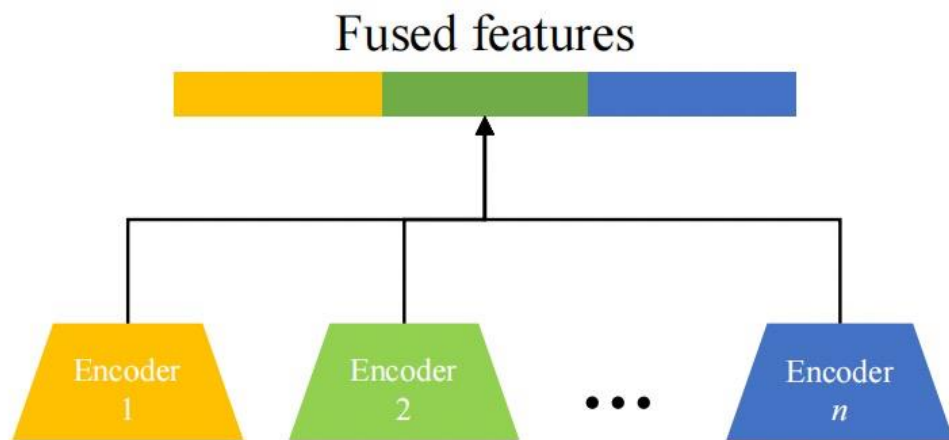 Fused features
Encoder
1
Encoder
2
•••
Encoder
n